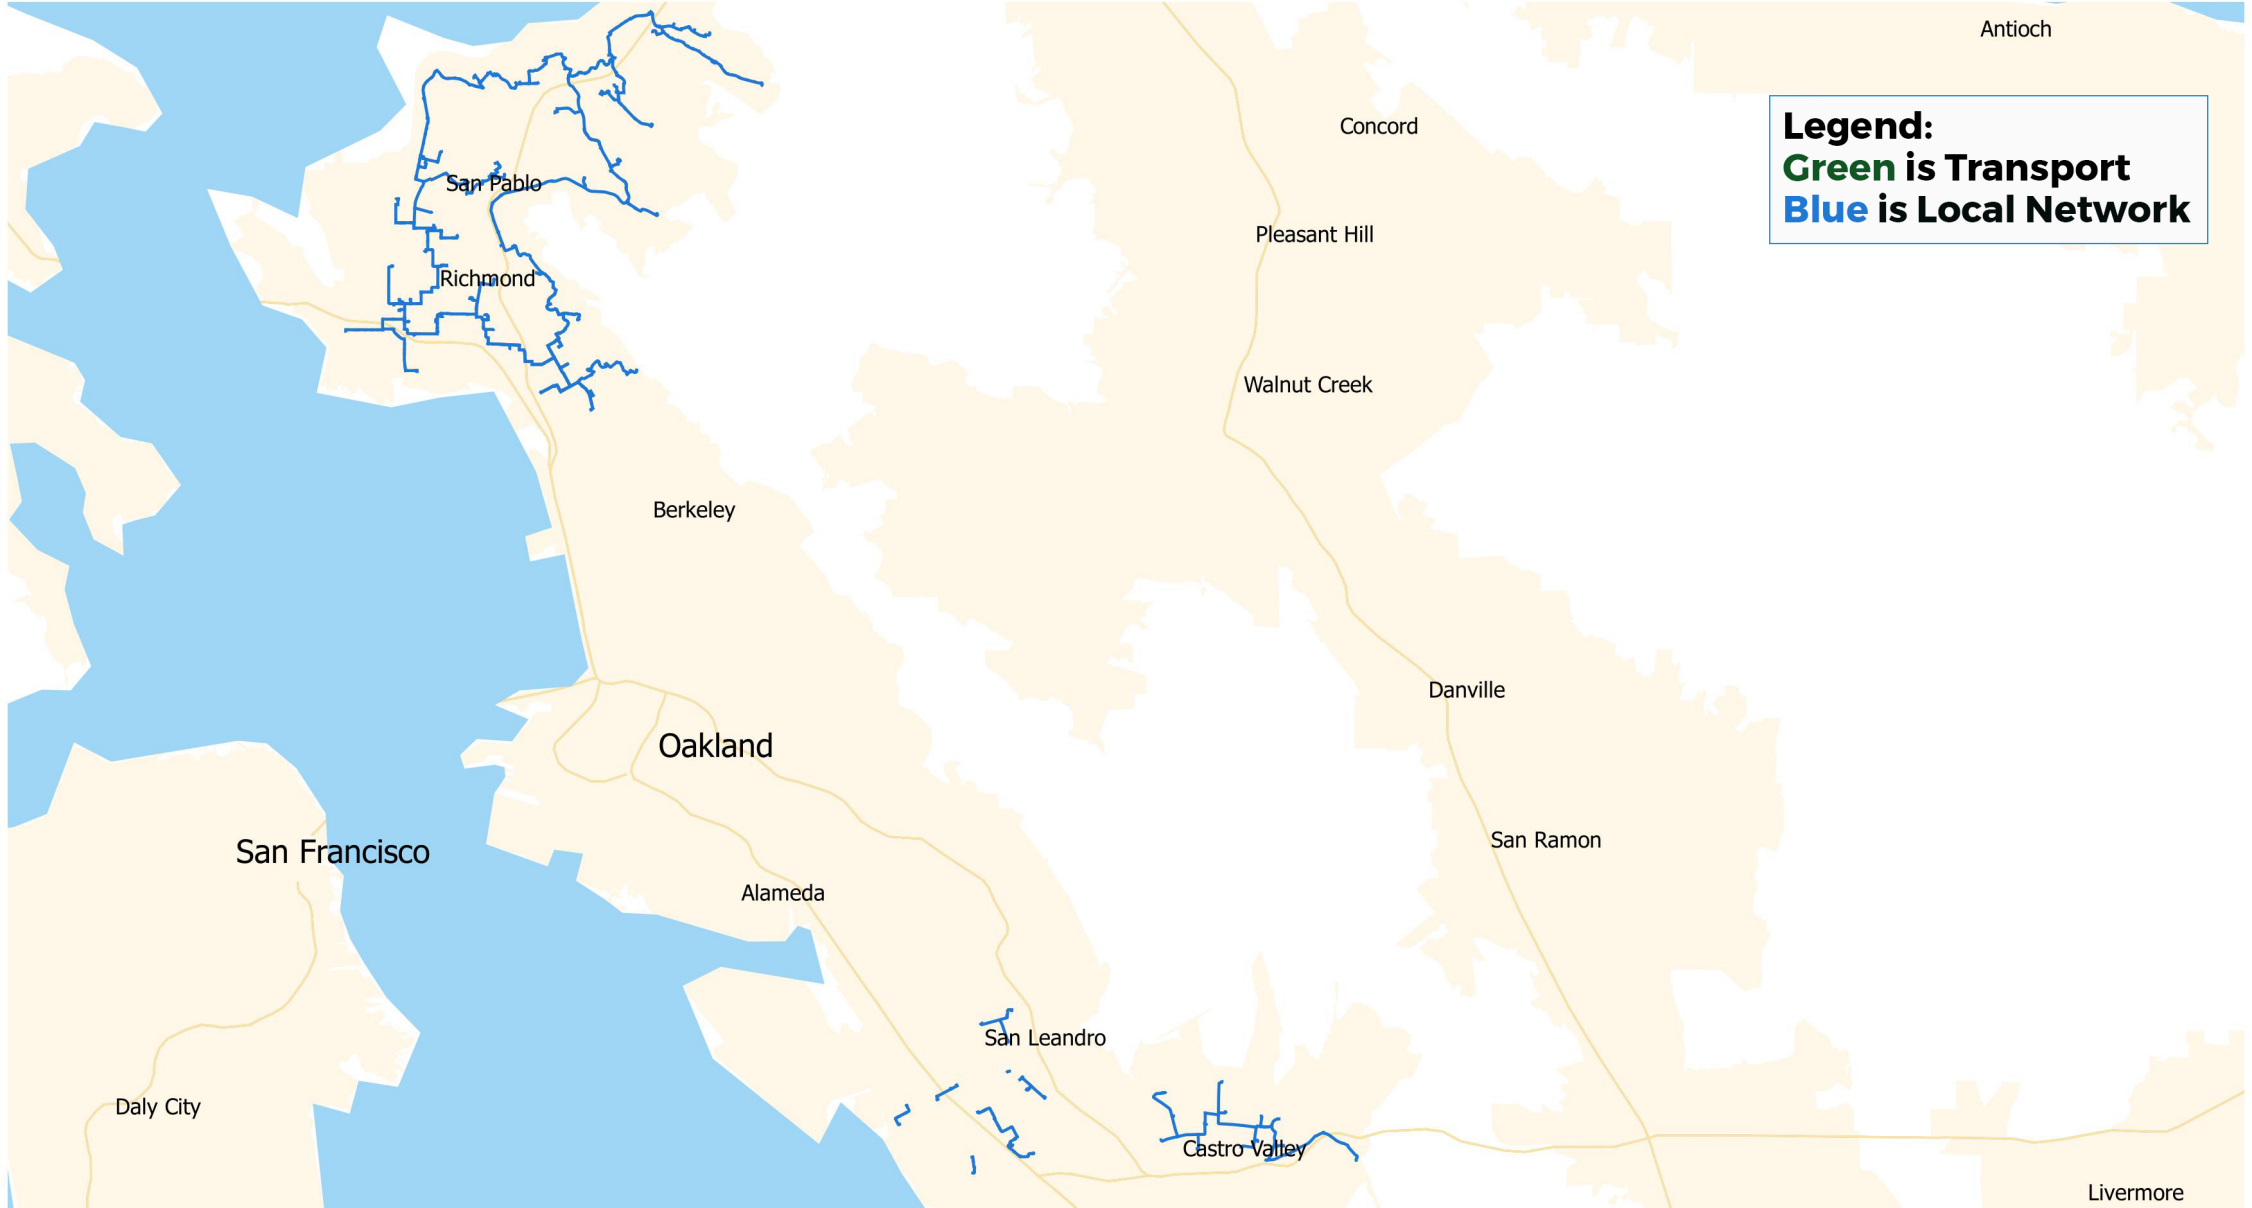 Antioch
Legend:
Green is Transport
Blue is Local Network
Concord
San Pablo
Pleasant Hill
Richmond
Walnut Creek
Berkeley
Danville
Oakland
San Ramon
San Francisco
Alameda
San Leandro
Daly City
Castro Valley
Livermore